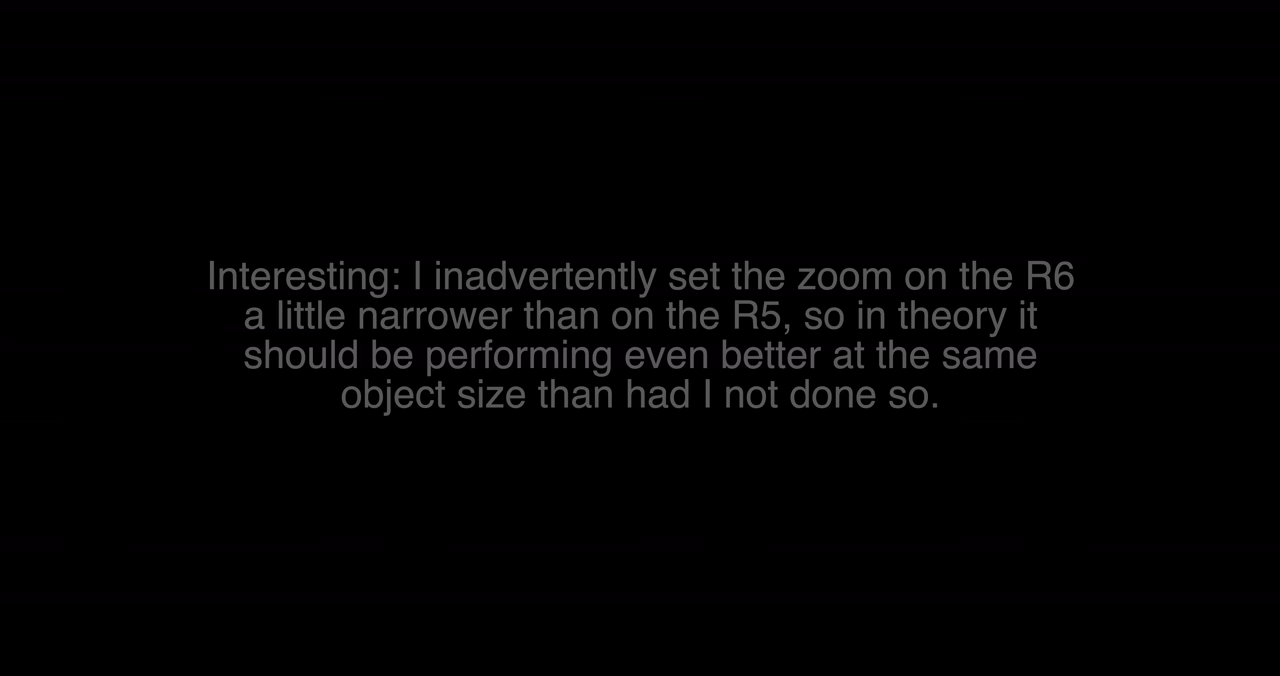 Interesting: I inadvertently set the zoom on the R6
a little narrower than on the R5, so in theory it
should be performing even better at the same
object size than had I not done so.